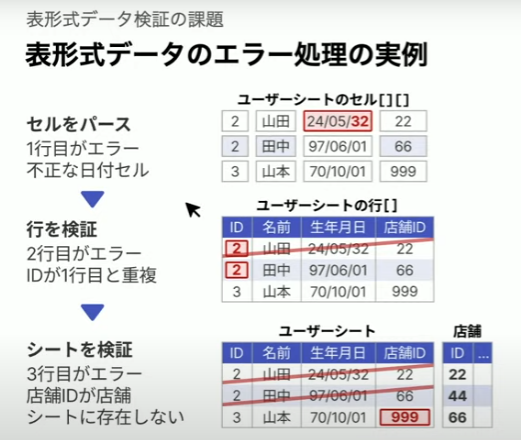 表形式データ検証の課題
表形式データのエラー処理の実例
セルをパース
1行目がエラー
不正な日付セル
ユーザーシートのセル[][]
2 山田 24/05/32 22
2 田中 97/06/01 66
3 山本 70/10/01 999
行を検証
2行目がエラー
IDが1行目と重複
ユーザーシートの行[]
ID 名前 生年月日 店舗ID
2 山田 24/05/32 22
2 田中 97/06/01 66
3 山本 70/10/01 999
シートを検証
3行目がエラー
店舗IDが店舗
シートに存在しない
ユーザーシート
ID 名前 生年月日 店舗ID
2 山田 24/05/32 22
2 田中 97/06/01 66
3 山本 70/10/01 999
店舗
ID ...
22
44
66